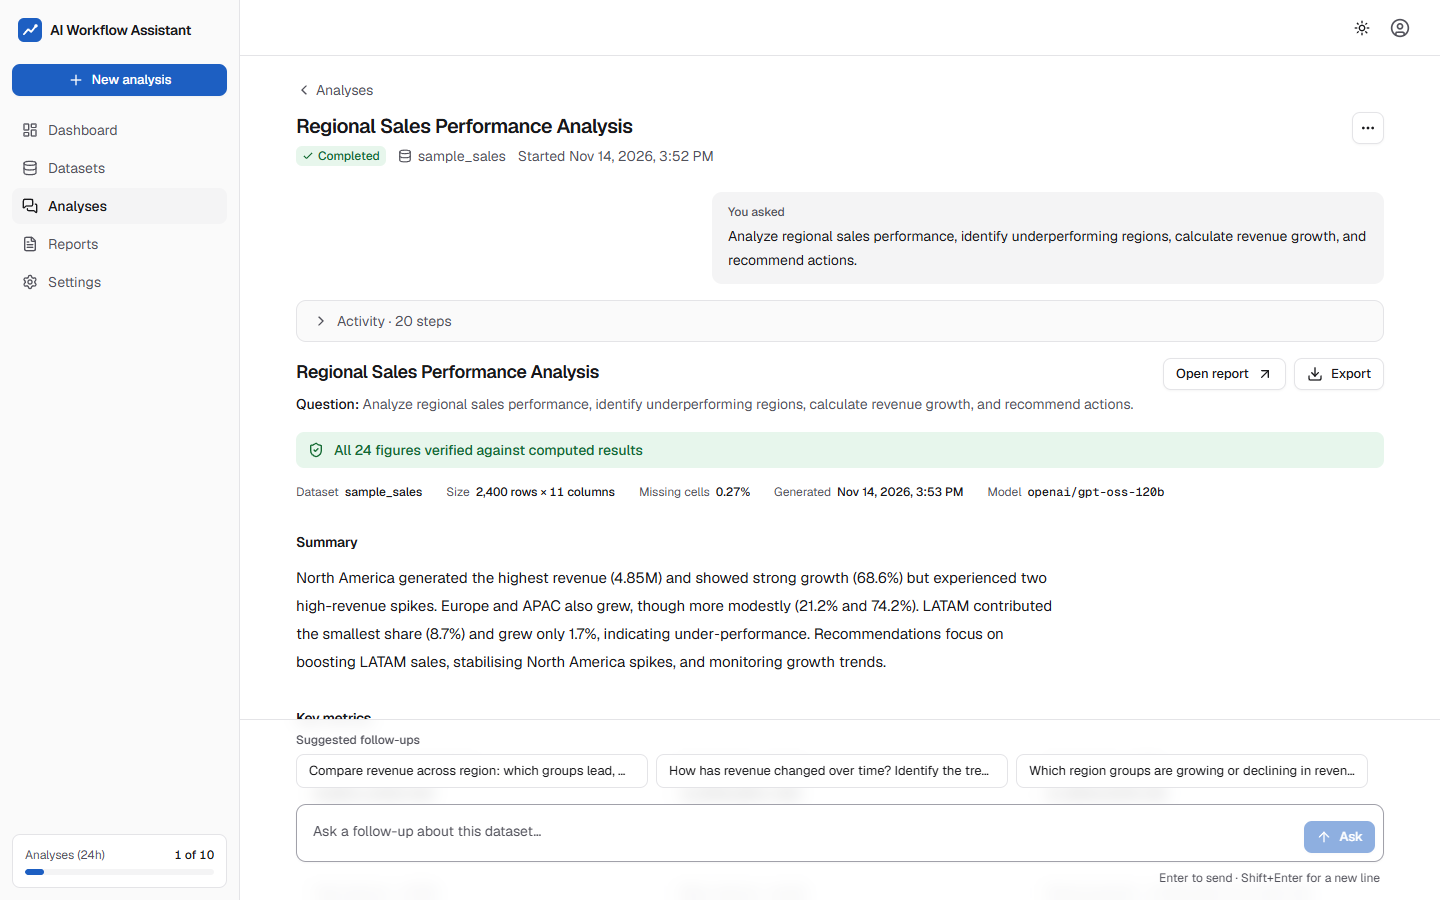 AI Workflow Assistant
New analysis
Dashboard
Datasets
Analyses
Reports
Settings
Analyses (24h) 1 of 10
Analyses
Regional Sales Performance Analysis
Completed sample_sales Started Nov 14, 2026, 3:52 PM
You asked
Analyze regional sales performance, identify underperforming regions, calculate revenue growth, and
recommend actions.
Activity · 20 steps
Regional Sales Performance Analysis
Open report Export
Question: Analyze regional sales performance, identify underperforming regions, calculate revenue growth, and recommend actions.
All 24 figures verified against computed results
Dataset sample_sales Size 2,400 rows × 11 columns Missing cells 0.27% Generated Nov 14, 2026, 3:53 PM Model openai/gpt-oss-120b
Summary
North America generated the highest revenue (4.85M) and showed strong growth (68.6%) but experienced two
high-revenue spikes. Europe and APAC also grew, though more modestly (21.2% and 74.2%). LATAM contributed
the smallest share (8.7%) and grew only 1.7%, indicating under-performance. Recommendations focus on
boosting LATAM sales, stabilising North America spikes, and monitoring growth trends.
Key metrics
Suggested follow-ups
Compare revenue across region: which groups lead, ...
How has revenue changed over time? Identify the tre...
Which region groups are growing or declining in reven...
Ask a follow-up about this dataset...
Ask
Enter to send · Shift+Enter for a new line